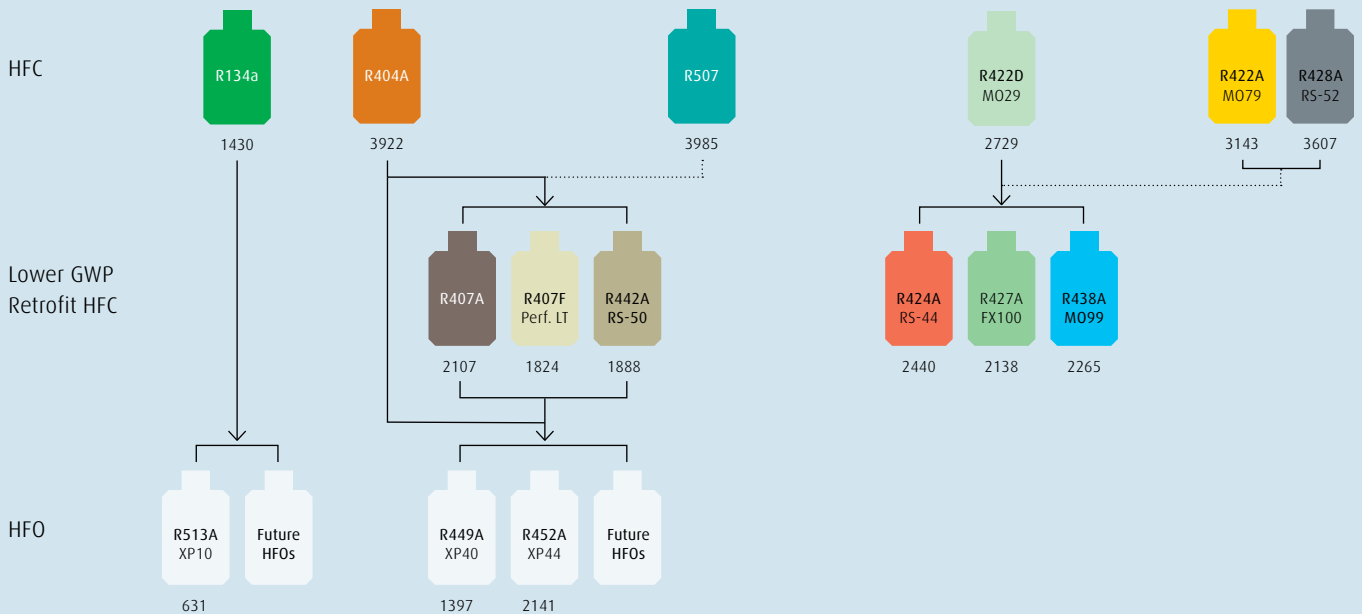 HFC
R134a
R404A
R507
R422D
MO29
R422A
MO79
R428A
RS-52
1430
3922
3985
2729
3143
3607
Lower GWP
Retrofit HFC
R407A
R407F
Perf. LT
R442A
RS-50
R424A
RS-44
R427A
FX100
R438A
MO99
2107
1824
1888
2440
2138
2265
HFO
R513A
XP10
Future
HFOs
R449A
XP40
R452A
XP44
Future
HFOs
631
1397
2141